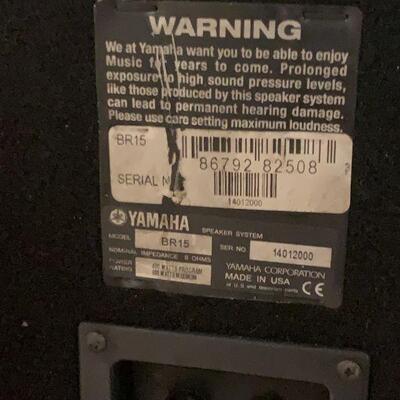 WARNING
We at Yamaha want you to be able to enjoy
Music for years to come. Prolonged
exposure to high sound pressure levels,
like those produced by this speaker system
can lead to permanent hearing damage.
Please use care setting maximum loudness.
BR15
86792 82508
SERIAL N
14012000
YAMAHA SPEAKER SYSTEM
MODEL BR15 SER NO 14012000
NOMINAL IMPEDANCE 8 OHMS
POWER RATING
YAMAHA CORPORATION
MADE IN USA CE
of U.S and